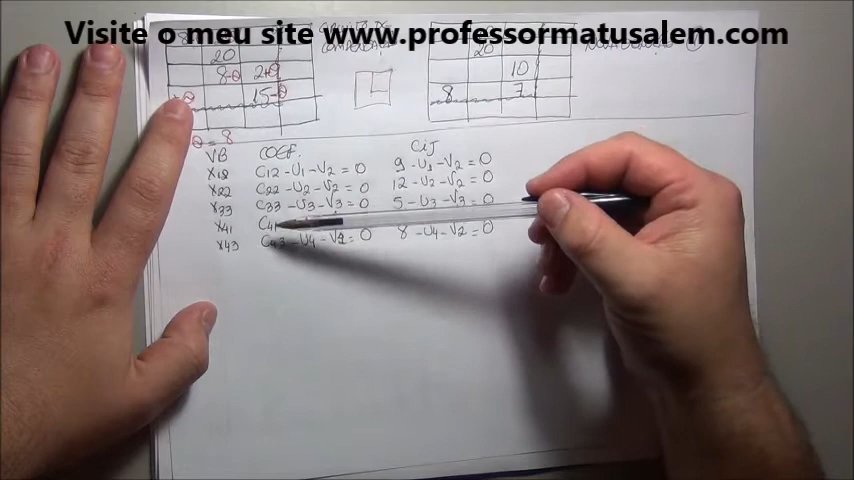 Visite o meu site www.professormatusalem.com
20
20
8-θ 2+θ
10
+θ 15-θ
8 7
θ = 8
VB COEF. Cij
X12 C12 - U1 - V2 = 0 9 - U1 - V2 = 0
X22 C22 - U2 - V2 = 0 12 - U2 - V2 = 0
X33 C33 - U3 - V3 = 0 5 - U3 - V3 = 0
X41 C41
X43 C43 - U4 - V2 = 0 8 - U4 - V2 = 0